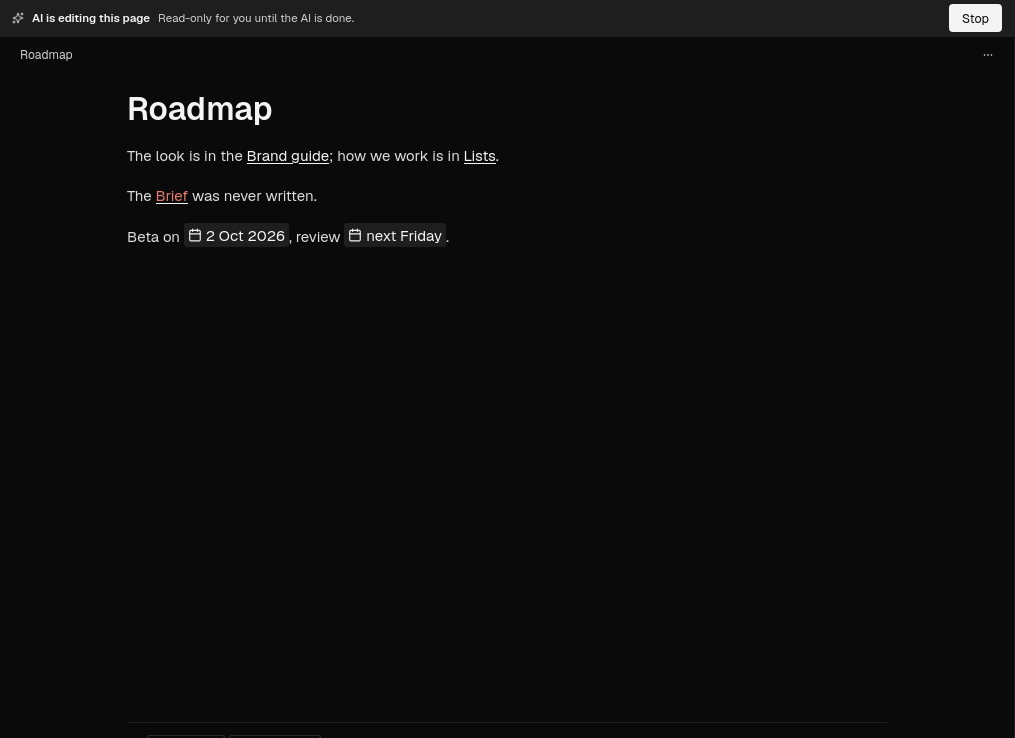 AI is editing this page Read-only for you until the AI is done. Stop
Roadmap ...
Roadmap
The look is in the Brand guide; how we work is in Lists.
The Brief was never written.
Beta on 2 Oct 2026, review next Friday.